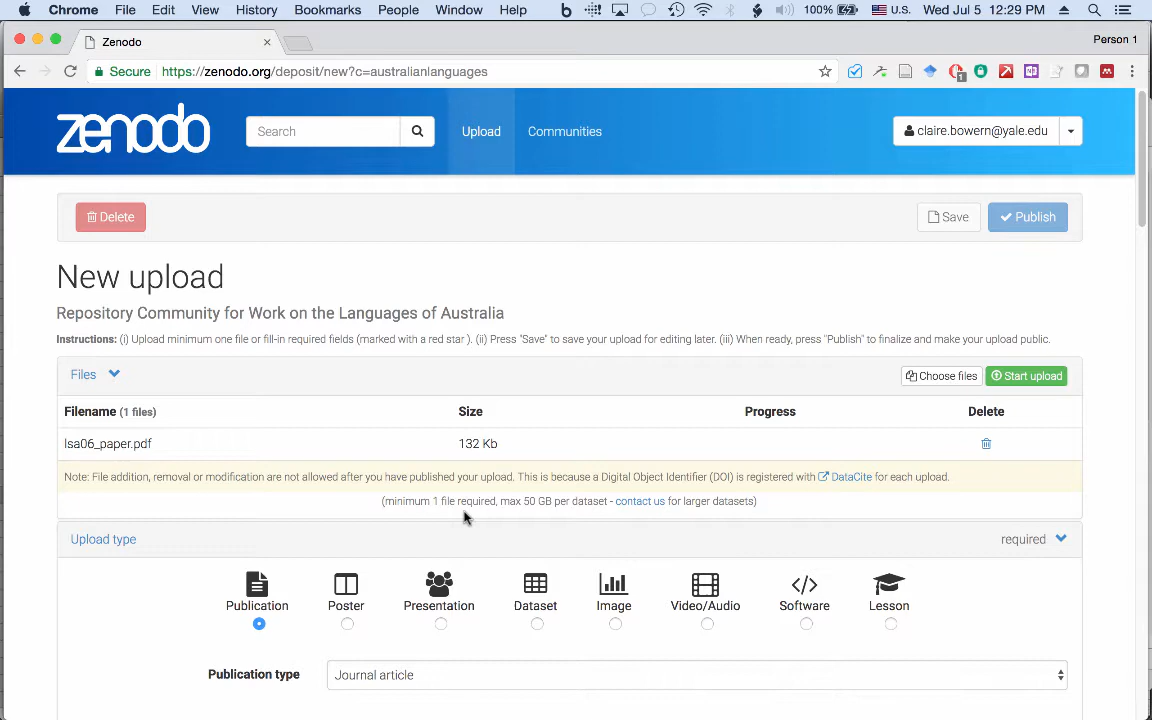 Chrome File Edit View History Bookmarks People Window Help 100% U.S. Wed Jul 5 12:29 PM
Zenodo Person 1
Secure https://zenodo.org/deposit/new?c=australianlanguages
zenodo Search Upload Communities claire.bowern@yale.edu
Delete Save Publish
New upload
Repository Community for Work on the Languages of Australia
Instructions: (i) Upload minimum one file or fill-in required fields (marked with a red star ). (ii) Press "Save" to save your upload for editing later. (iii) When ready, press "Publish" to finalize and make your upload public.
Files Choose files Start upload
Filename (1 files) Size Progress Delete
lsa06_paper.pdf 132 Kb
Note: File addition, removal or modification are not allowed after you have published your upload. This is because a Digital Object Identifier (DOI) is registered with DataCite for each upload.
(minimum 1 file required, max 50 GB per dataset - contact us for larger datasets)
Upload type required
Publication Poster Presentation Dataset Image Video/Audio Software Lesson
Publication type Journal article